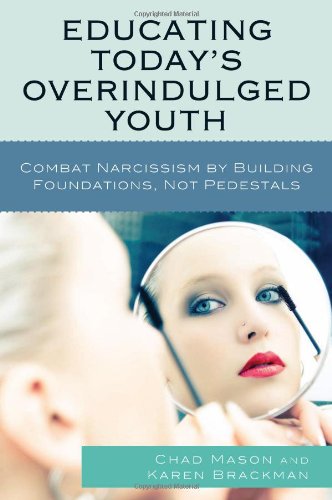 EDUCATING
TODAY'S
OVERINDULGED
YOUTH
COMBAT NARCISSISM BY BUILDING
FOUNDATIONS, NOT PEDESTALS
CHAD MASON AND
KAREN BRACKMAN